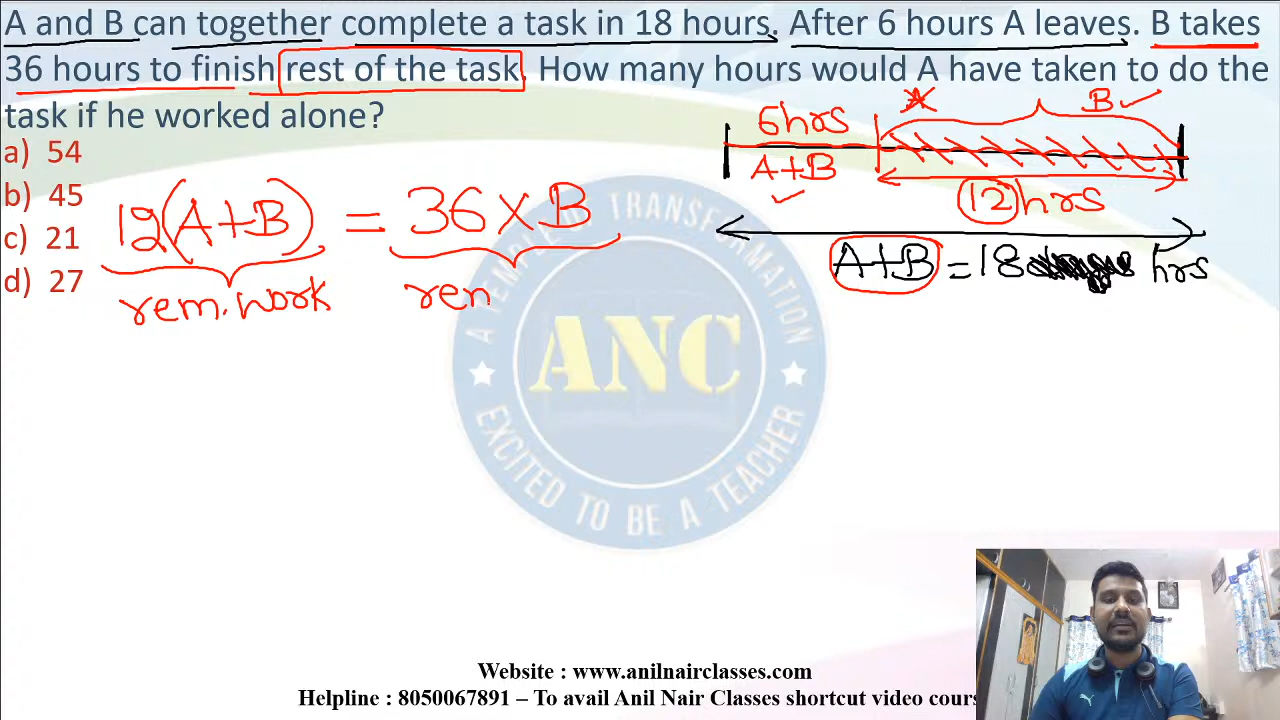 A and B can together complete a task in 18 hours. After 6 hours A leaves. B takes
36 hours to finish rest of the task. How many hours would A have taken to do the
task if he worked alone?
a) 54
b) 45
c) 21
d) 27
6hrs
A
B
A+B
12 hrs
A+B = 18 hrs
12(A+B) = 36 × B
rem. work
ren
A TEMPLE OF TRANSFORMATION
ANC
EXCITED TO BE A TEACHER
Website : www.anilnairclasses.com
Helpline : 8050067891 – To avail Anil Nair Classes shortcut video cours